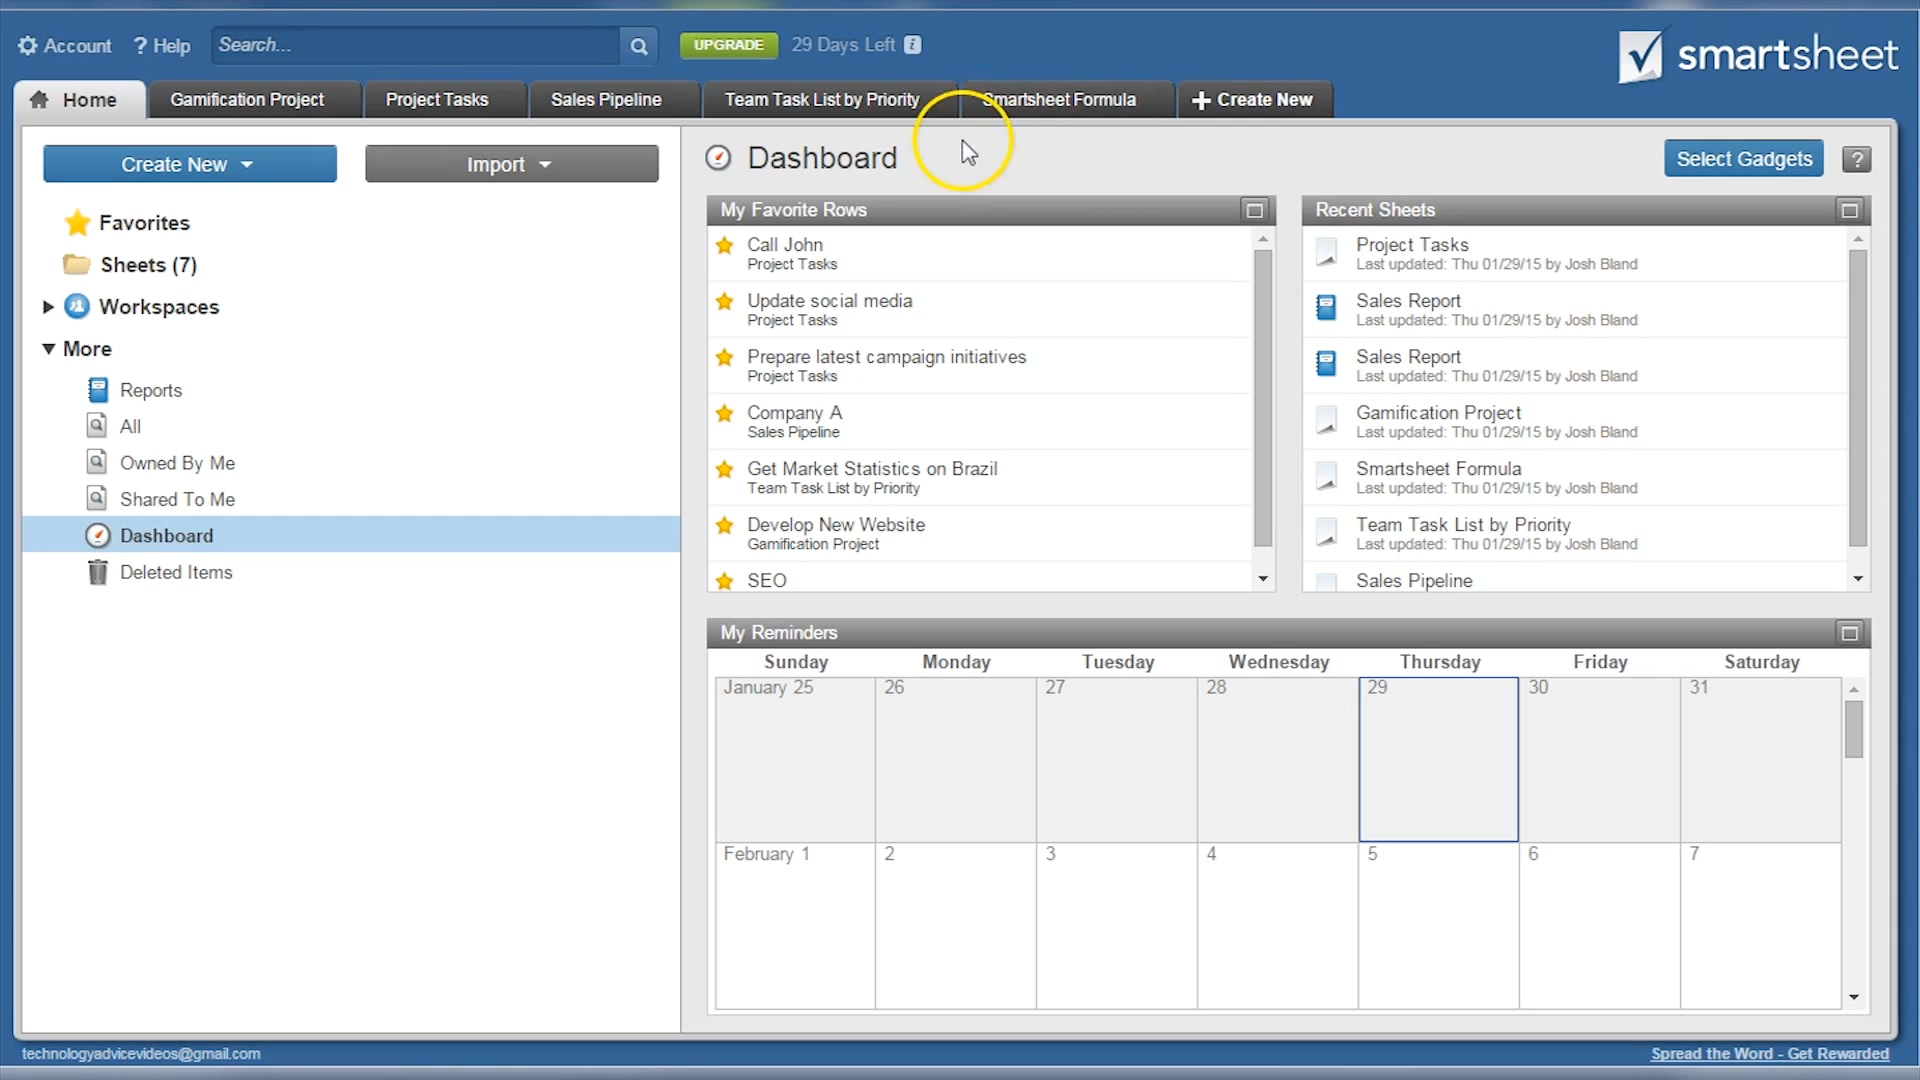 Account ? Help Search... UPGRADE 29 Days Left i
smartsheet
Home Gamification Project Project Tasks Sales Pipeline Team Task List by Priority Smartsheet Formula + Create New
Create New Import
Favorites
Sheets (7)
Workspaces
More
Reports
All
Owned By Me
Shared To Me
Dashboard
Deleted Items
Dashboard
Select Gadgets ?
My Favorite Rows
Call John
Project Tasks
Update social media
Project Tasks
Prepare latest campaign initiatives
Project Tasks
Company A
Sales Pipeline
Get Market Statistics on Brazil
Team Task List by Priority
Develop New Website
Gamification Project
SEO
Recent Sheets
Project Tasks
Last updated: Thu 01/29/15 by Josh Bland
Sales Report
Last updated: Thu 01/29/15 by Josh Bland
Sales Report
Last updated: Thu 01/29/15 by Josh Bland
Gamification Project
Last updated: Thu 01/29/15 by Josh Bland
Smartsheet Formula
Last updated: Thu 01/29/15 by Josh Bland
Team Task List by Priority
Last updated: Thu 01/29/15 by Josh Bland
Sales Pipeline
My Reminders
Sunday Monday Tuesday Wednesday Thursday Friday Saturday
January 25 26 27 28 29 30 31
February 1 2 3 4 5 6 7
technologyadvicevideos@gmail.com
Spread the Word - Get Rewarded